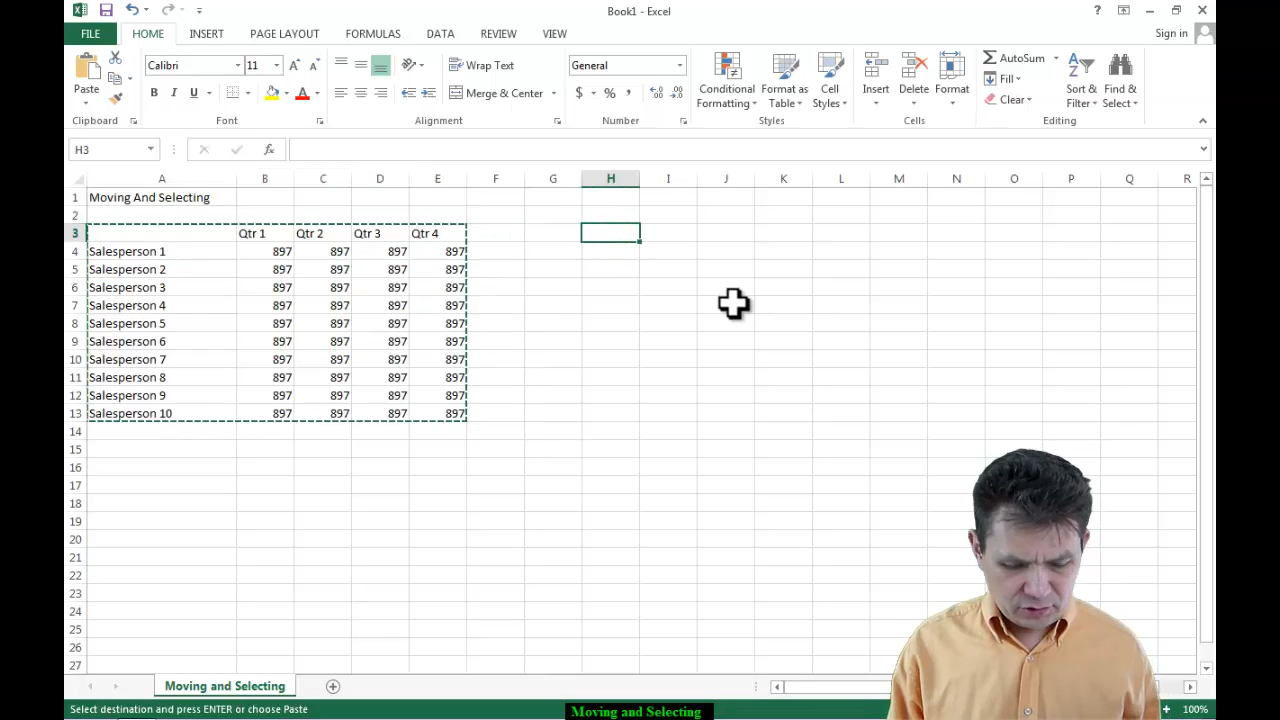 Book1 - Excel
FILE HOME INSERT PAGE LAYOUT FORMULAS DATA REVIEW VIEW Sign in
Paste Calibri 11 B I U Wrap Text Merge & Center General $ % , Conditional Formatting Format as Table Cell Styles Insert Delete Format AutoSum Fill Clear Sort & Filter Find & Select
Clipboard Font Alignment Number Styles Cells Editing
H3
A B C D E F G H I J K L M N O P Q R
1 Moving And Selecting
2
3 Qtr 1 Qtr 2 Qtr 3 Qtr 4
4 Salesperson 1 897 897 897 897
5 Salesperson 2 897 897 897 897
6 Salesperson 3 897 897 897 897
7 Salesperson 4 897 897 897 897
8 Salesperson 5 897 897 897 897
9 Salesperson 6 897 897 897 897
10 Salesperson 7 897 897 897 897
11 Salesperson 8 897 897 897 897
12 Salesperson 9 897 897 897 897
13 Salesperson 10 897 897 897 897
14
15
16
17
18
19
20
21
22
23
24
25
26
27
Moving and Selecting
Select destination and press ENTER or choose Paste 100%
Moving and Selecting